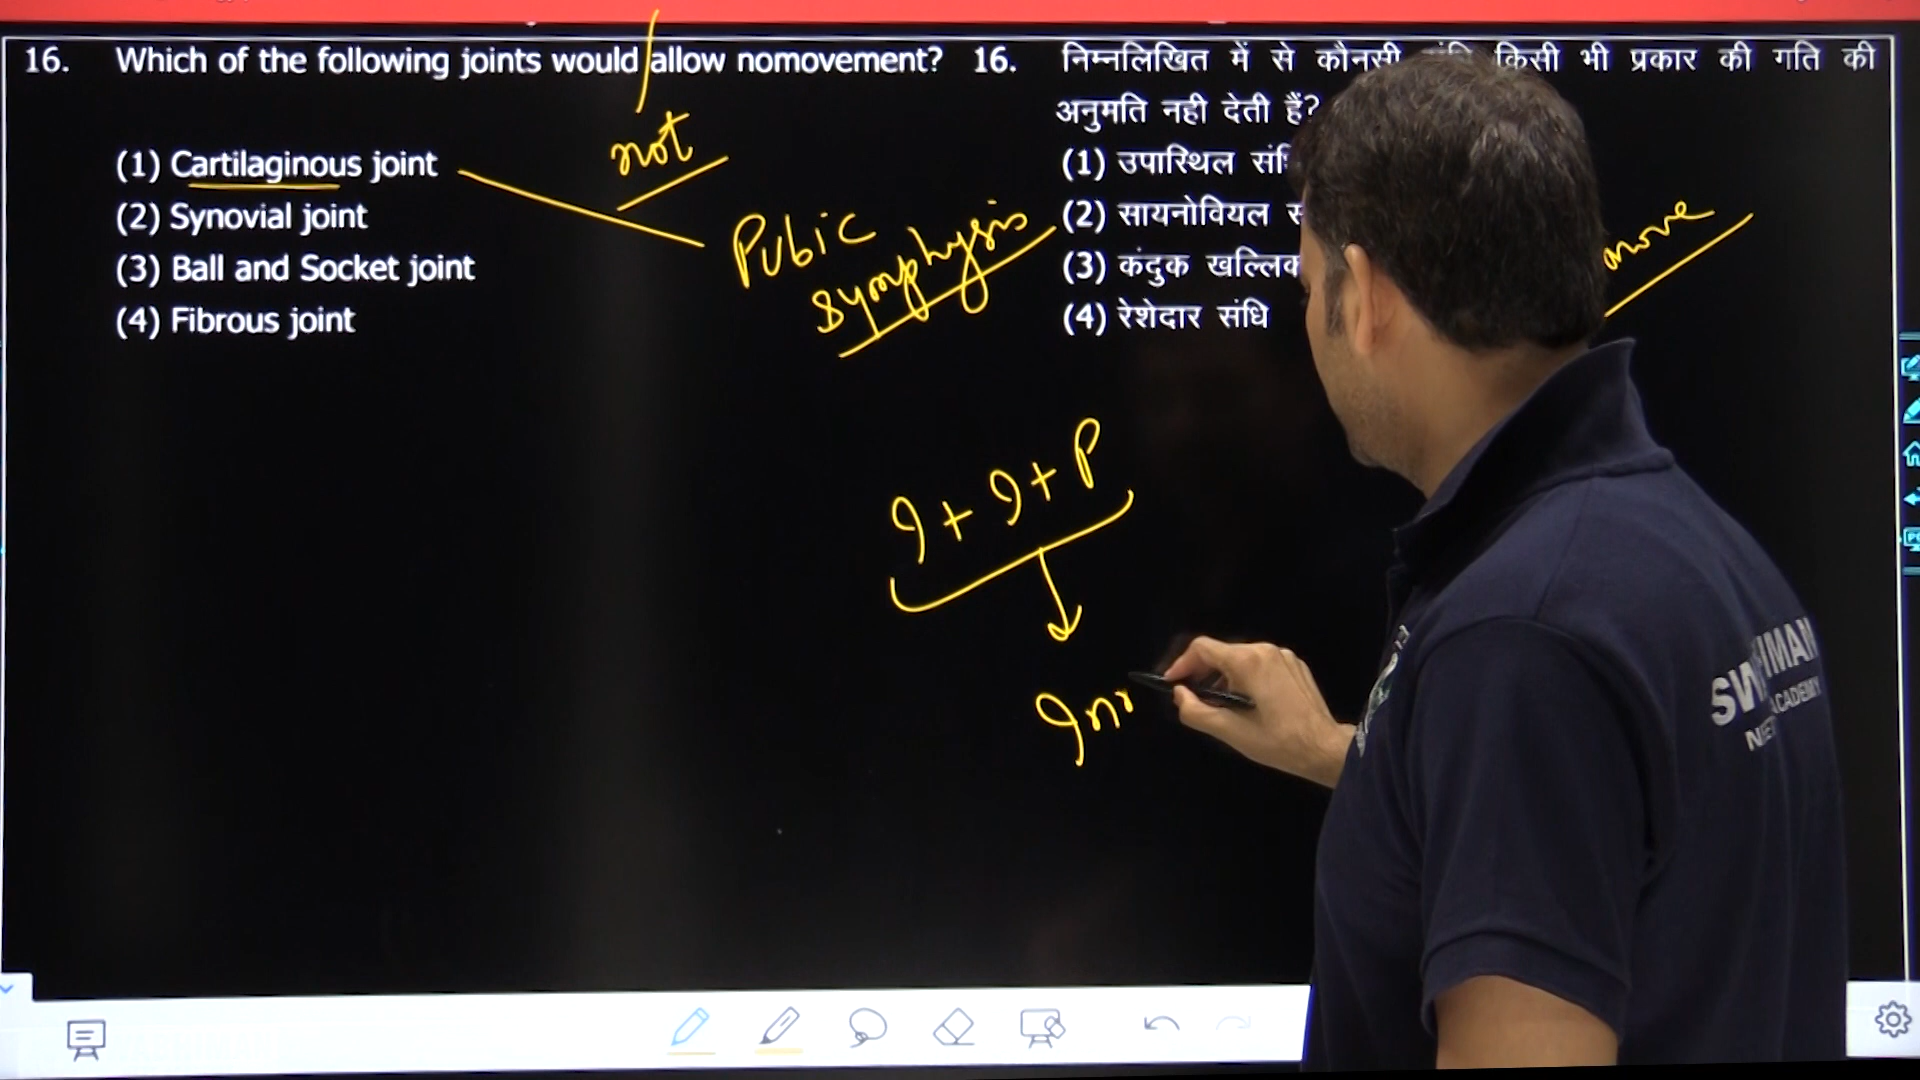 16. Which of the following joints would allow nomovement?
not
(1) Cartilaginous joint
(2) Synovial joint
(3) Ball and Socket joint
(4) Fibrous joint
Pubic
Symphysis
16. निम्नलिखित में से कौनसी किसी भी प्रकार की गति की
अनुमति नही देती हैं?
(1) उपास्थिल
(2) सायनोवियल
(3) कंदुक
(4) रेशेदार संधि
move
I + I + P
Inn
ACADEMY